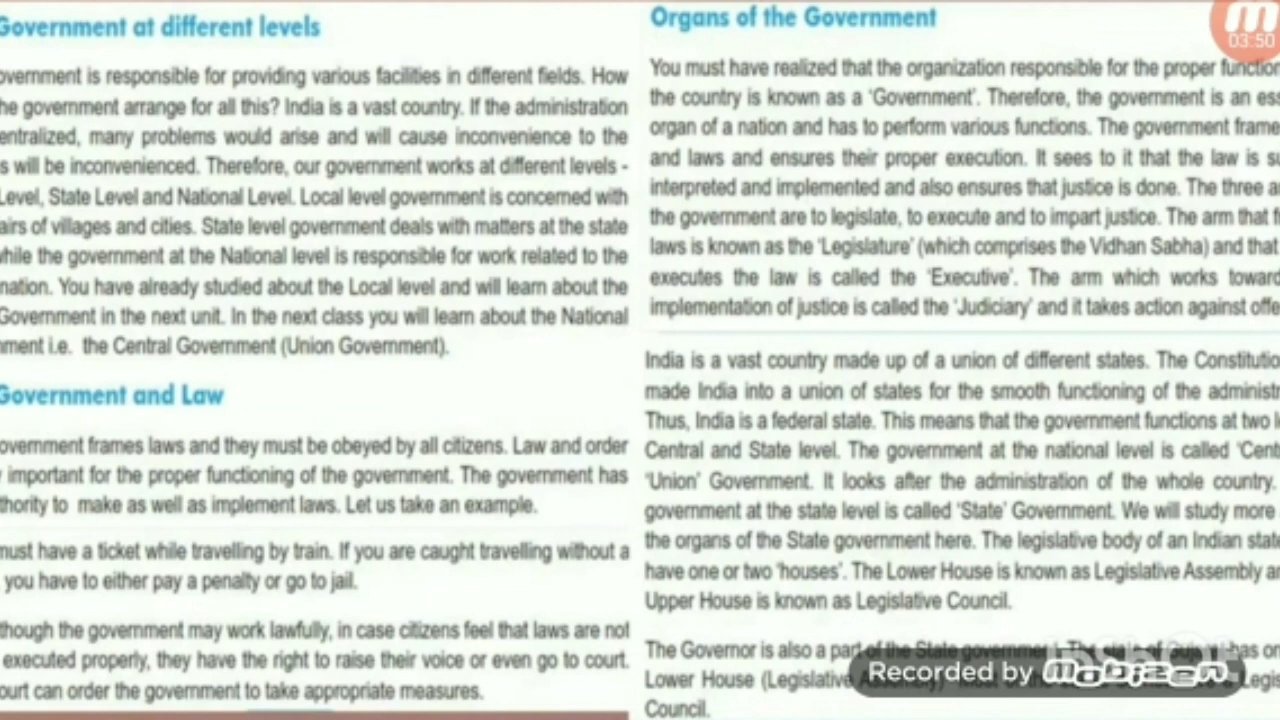 Government at different levels
overnment is responsible for providing various facilities in different fields. How
he government arrange for all this? India is a vast country. If the administration
entralized, many problems would arise and will cause inconvenience to the
s will be inconvenienced. Therefore, our government works at different levels -
Level, State Level and National Level. Local level government is concerned with
airs of villages and cities. State level government deals with matters at the state
while the government at the National level is responsible for work related to the
nation. You have already studied about the Local level and will learn about the
Government in the next unit. In the next class you will learn about the National
nment i.e. the Central Government (Union Government).
Government and Law
overnment frames laws and they must be obeyed by all citizens. Law and order
important for the proper functioning of the government. The government has
thority to make as well as implement laws. Let us take an example.
must have a ticket while travelling by train. If you are caught travelling without a
you have to either pay a penalty or go to jail.
though the government may work lawfully, in case citizens feel that laws are not
executed properly, they have the right to raise their voice or even go to court.
ourt can order the government to take appropriate measures.
Organs of the Government
You must have realized that the organization responsible for the proper function
the country is known as a 'Government'. Therefore, the government is an ess
organ of a nation and has to perform various functions. The government frame
and laws and ensures their proper execution. It sees to it that the law is s
interpreted and implemented and also ensures that justice is done. The three a
the government are to legislate, to execute and to impart justice. The arm that f
laws is known as the 'Legislature' (which comprises the Vidhan Sabha) and that
executes the law is called the 'Executive'. The arm which works toward
implementation of justice is called the 'Judiciary' and it takes action against offe
India is a vast country made up of a union of different states. The Constitutio
made India into a union of states for the smooth functioning of the administr
Thus, India is a federal state. This means that the government functions at two l
Central and State level. The government at the national level is called 'Cent
'Union' Government. It looks after the administration of the whole country.
government at the state level is called 'State' Government. We will study more
the organs of the State government here. The legislative body of an Indian stat
have one or two 'houses'. The Lower House is known as Legislative Assembly a
Upper House is known as Legislative Council.
The Governor is also a part of the State government. The has on
Lower House (Legislative Assembly) Legis
Council.
03:50
Recorded by mobizen